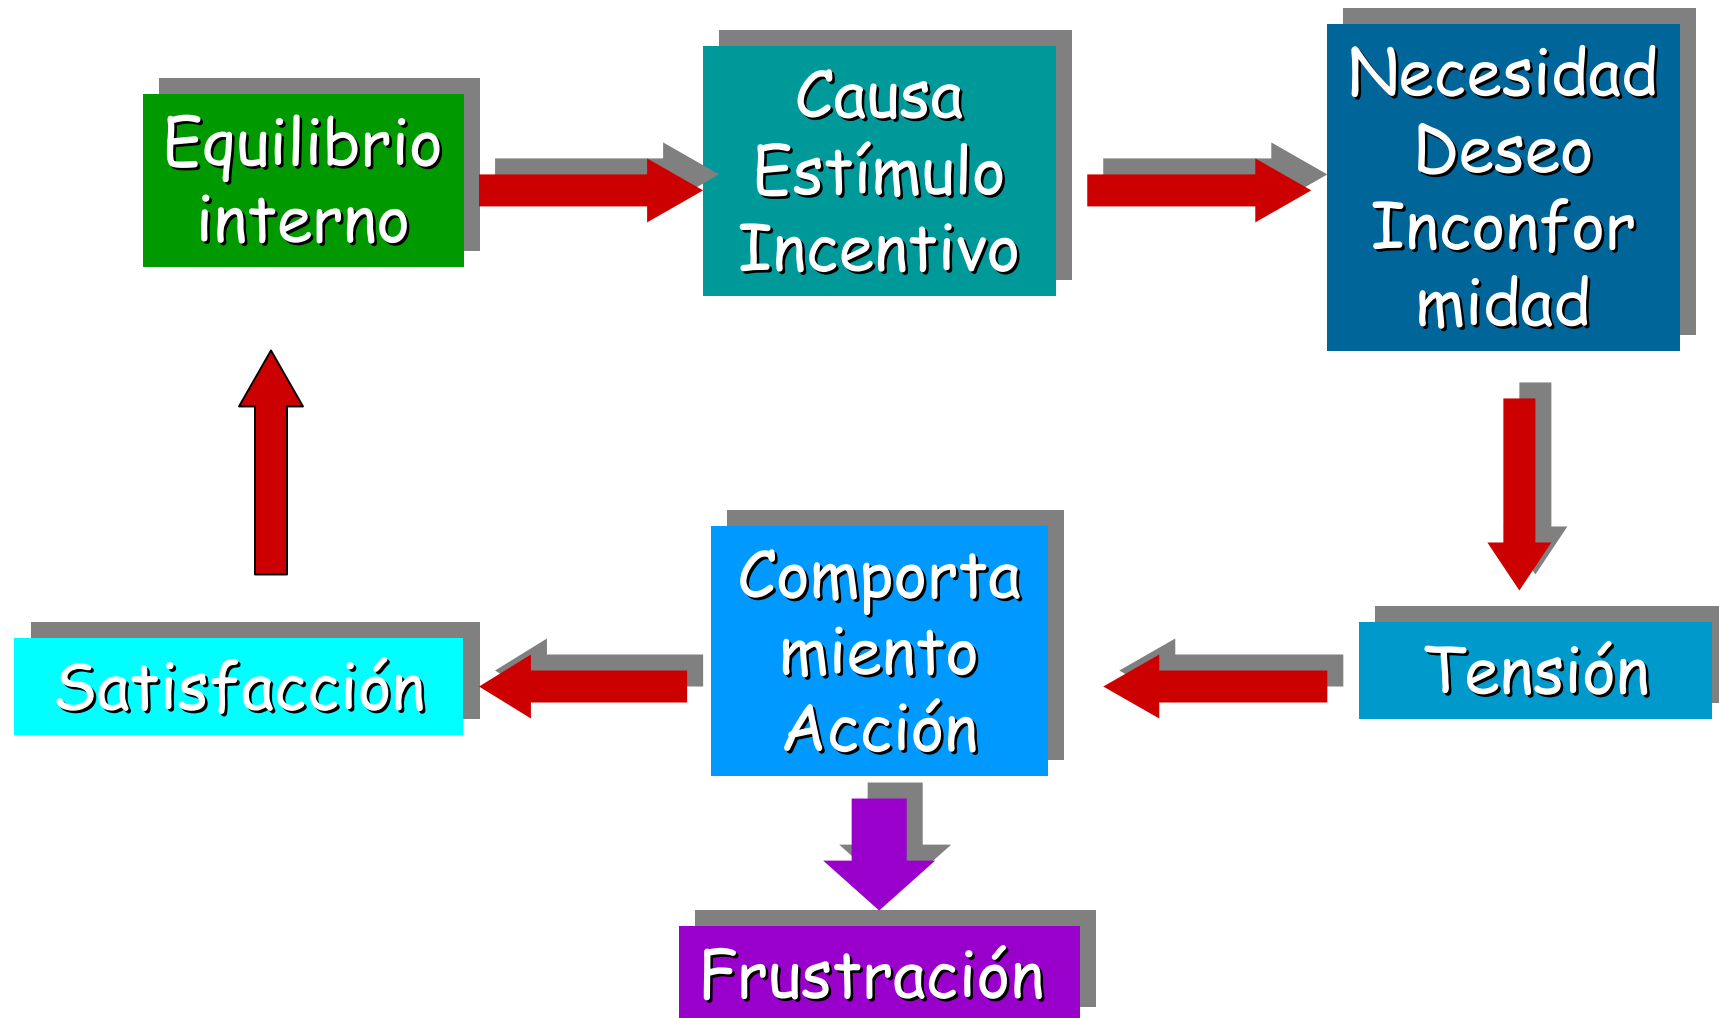 Equilibrio
interno
Causa
Estímulo
Incentivo
Necesidad
Deseo
Inconfor
midad
Tensión
Comporta
miento
Acción
Satisfacción
Frustración